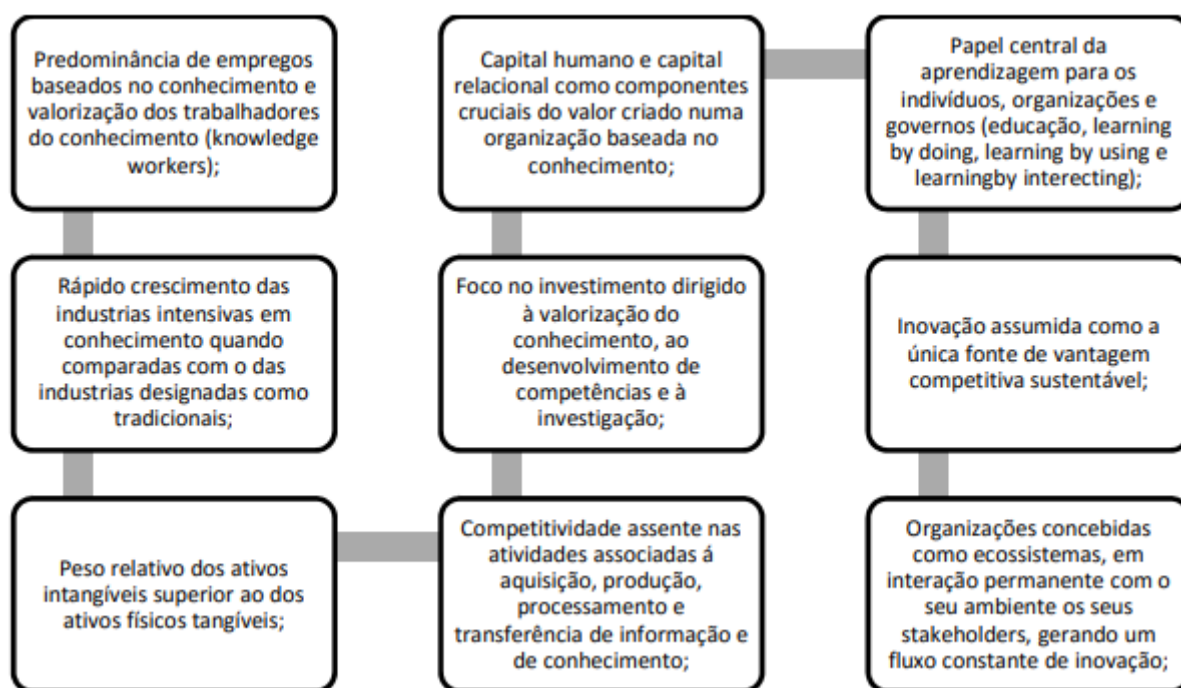 Predominância de empregos
baseados no conhecimento e
valorização dos trabalhadores
do conhecimento (knowledge
workers);
Rápido crescimento das
industrias intensivas em
conhecimento quando
comparadas com o das
industrias designadas como
tradicionais;
Peso relativo dos ativos
intangíveis superior ao dos
ativos físicos tangíveis;
Competitividade assente nas
atividades associadas á
aquisição, produção,
processamento e
transferência de informação e
de conhecimento;
Foco no investimento dirigido
à valorização do
conhecimento, ao
desenvolvimento de
competências e à
investigação;
Capital humano e capital
relacional como componentes
cruciais do valor criado numa
organização baseada no
conhecimento;
Papel central da
aprendizagem para os
indivíduos, organizações e
governos (educação, learning
by doing, learning by using e
learningby interecting);
Inovação assumida como a
única fonte de vantagem
competitiva sustentável;
Organizações concebidas
como ecossistemas, em
interação permanente com o
seu ambiente os seus
stakeholders, gerando um
fluxo constante de inovação;